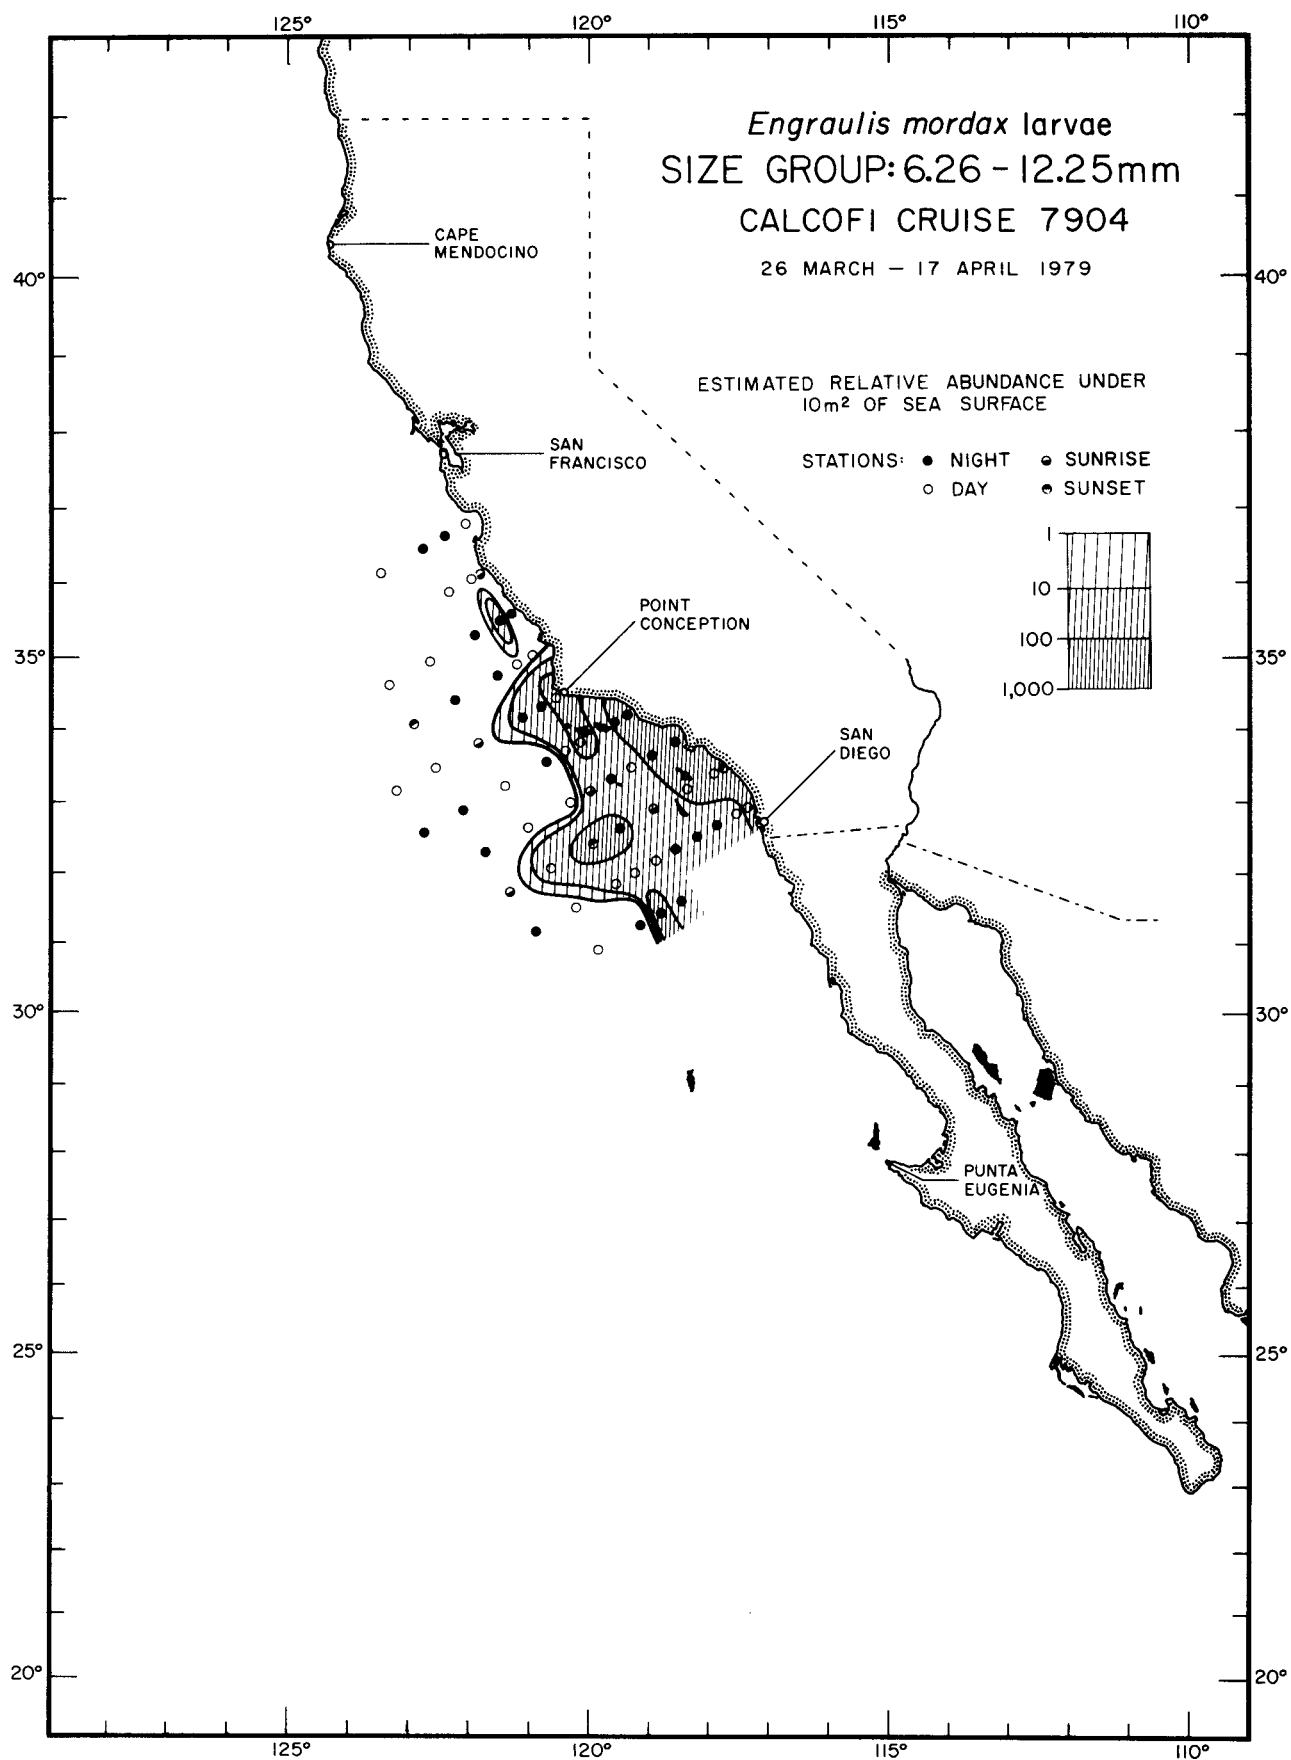 125° 120° 115° 110°
Engraulis mordax larvae
SIZE GROUP: 6.26 – 12.25mm
CALCOFI CRUISE 7904
26 MARCH – 17 APRIL 1979
CAPE
MENDOCINO
40° 40°
ESTIMATED RELATIVE ABUNDANCE UNDER
10m² OF SEA SURFACE
SAN
FRANCISCO
STATIONS: ● NIGHT SUNRISE
○ DAY SUNSET
1
10
100
1,000
POINT
CONCEPTION
35° 35°
SAN
DIEGO
30° 30°
PUNTA
EUGENIA
25° 25°
20° 20°
125° 120° 115° 110°